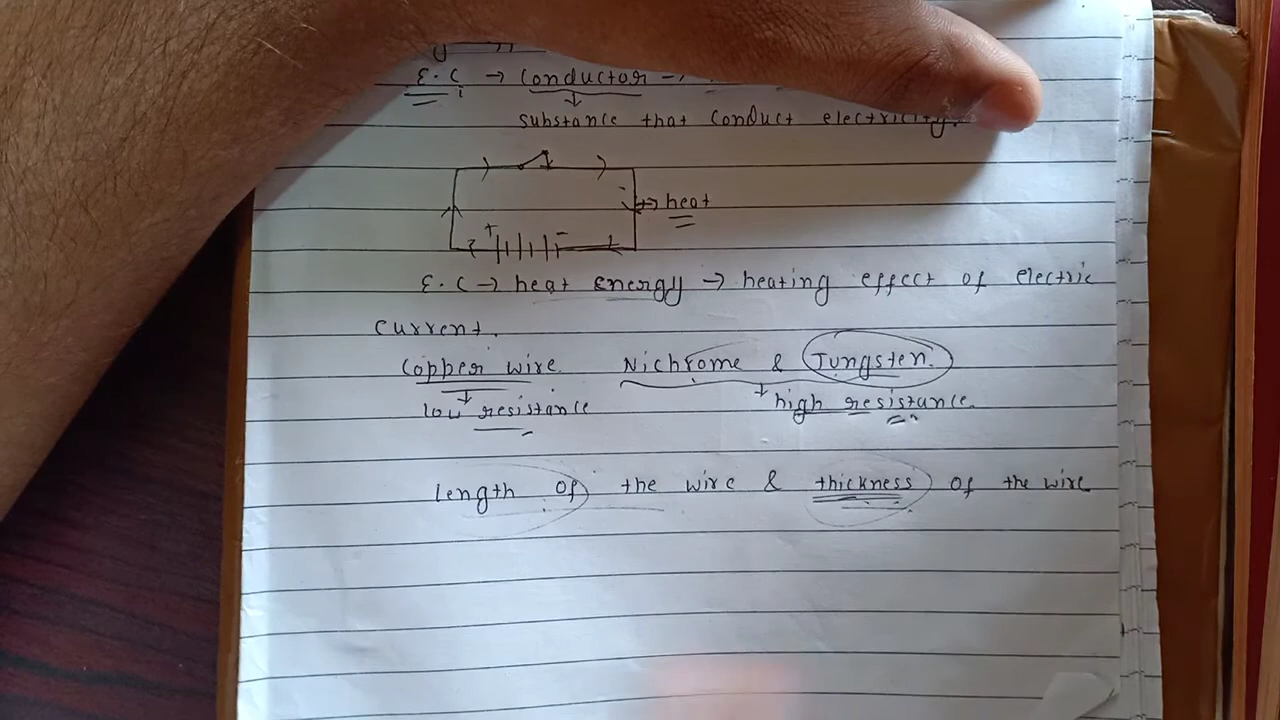 E.C → Conductor →
substance that conduct electricity.
+ -
i → heat
E.C → heat energy → heating effect of electric
current.
Copper wire Nichrome & Tungsten.
low resistance high resistance.
Length of the wire & thickness of the wire